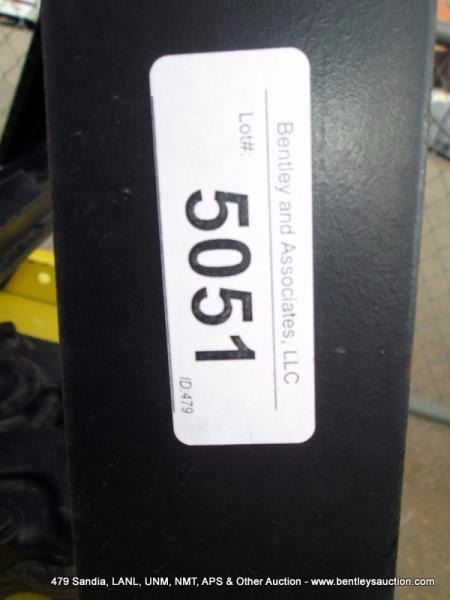 Bentley and Associates, LLC
Lot#:
5051
ID:479
479 Sandia, LANL, UNM, NMT, APS & Other Auction - www.bentleysauction.com